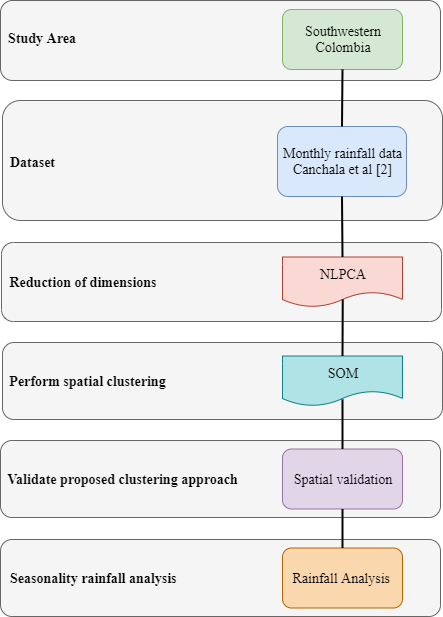 Study Area
Southwestern
Colombia
Dataset
Monthly rainfall data
Canchala et al [2]
Reduction of dimensions
NLPCA
Perform spatial clustering
SOM
Validate proposed clustering approach
Spatial validation
Seasonality rainfall analysis
Rainfall Analysis